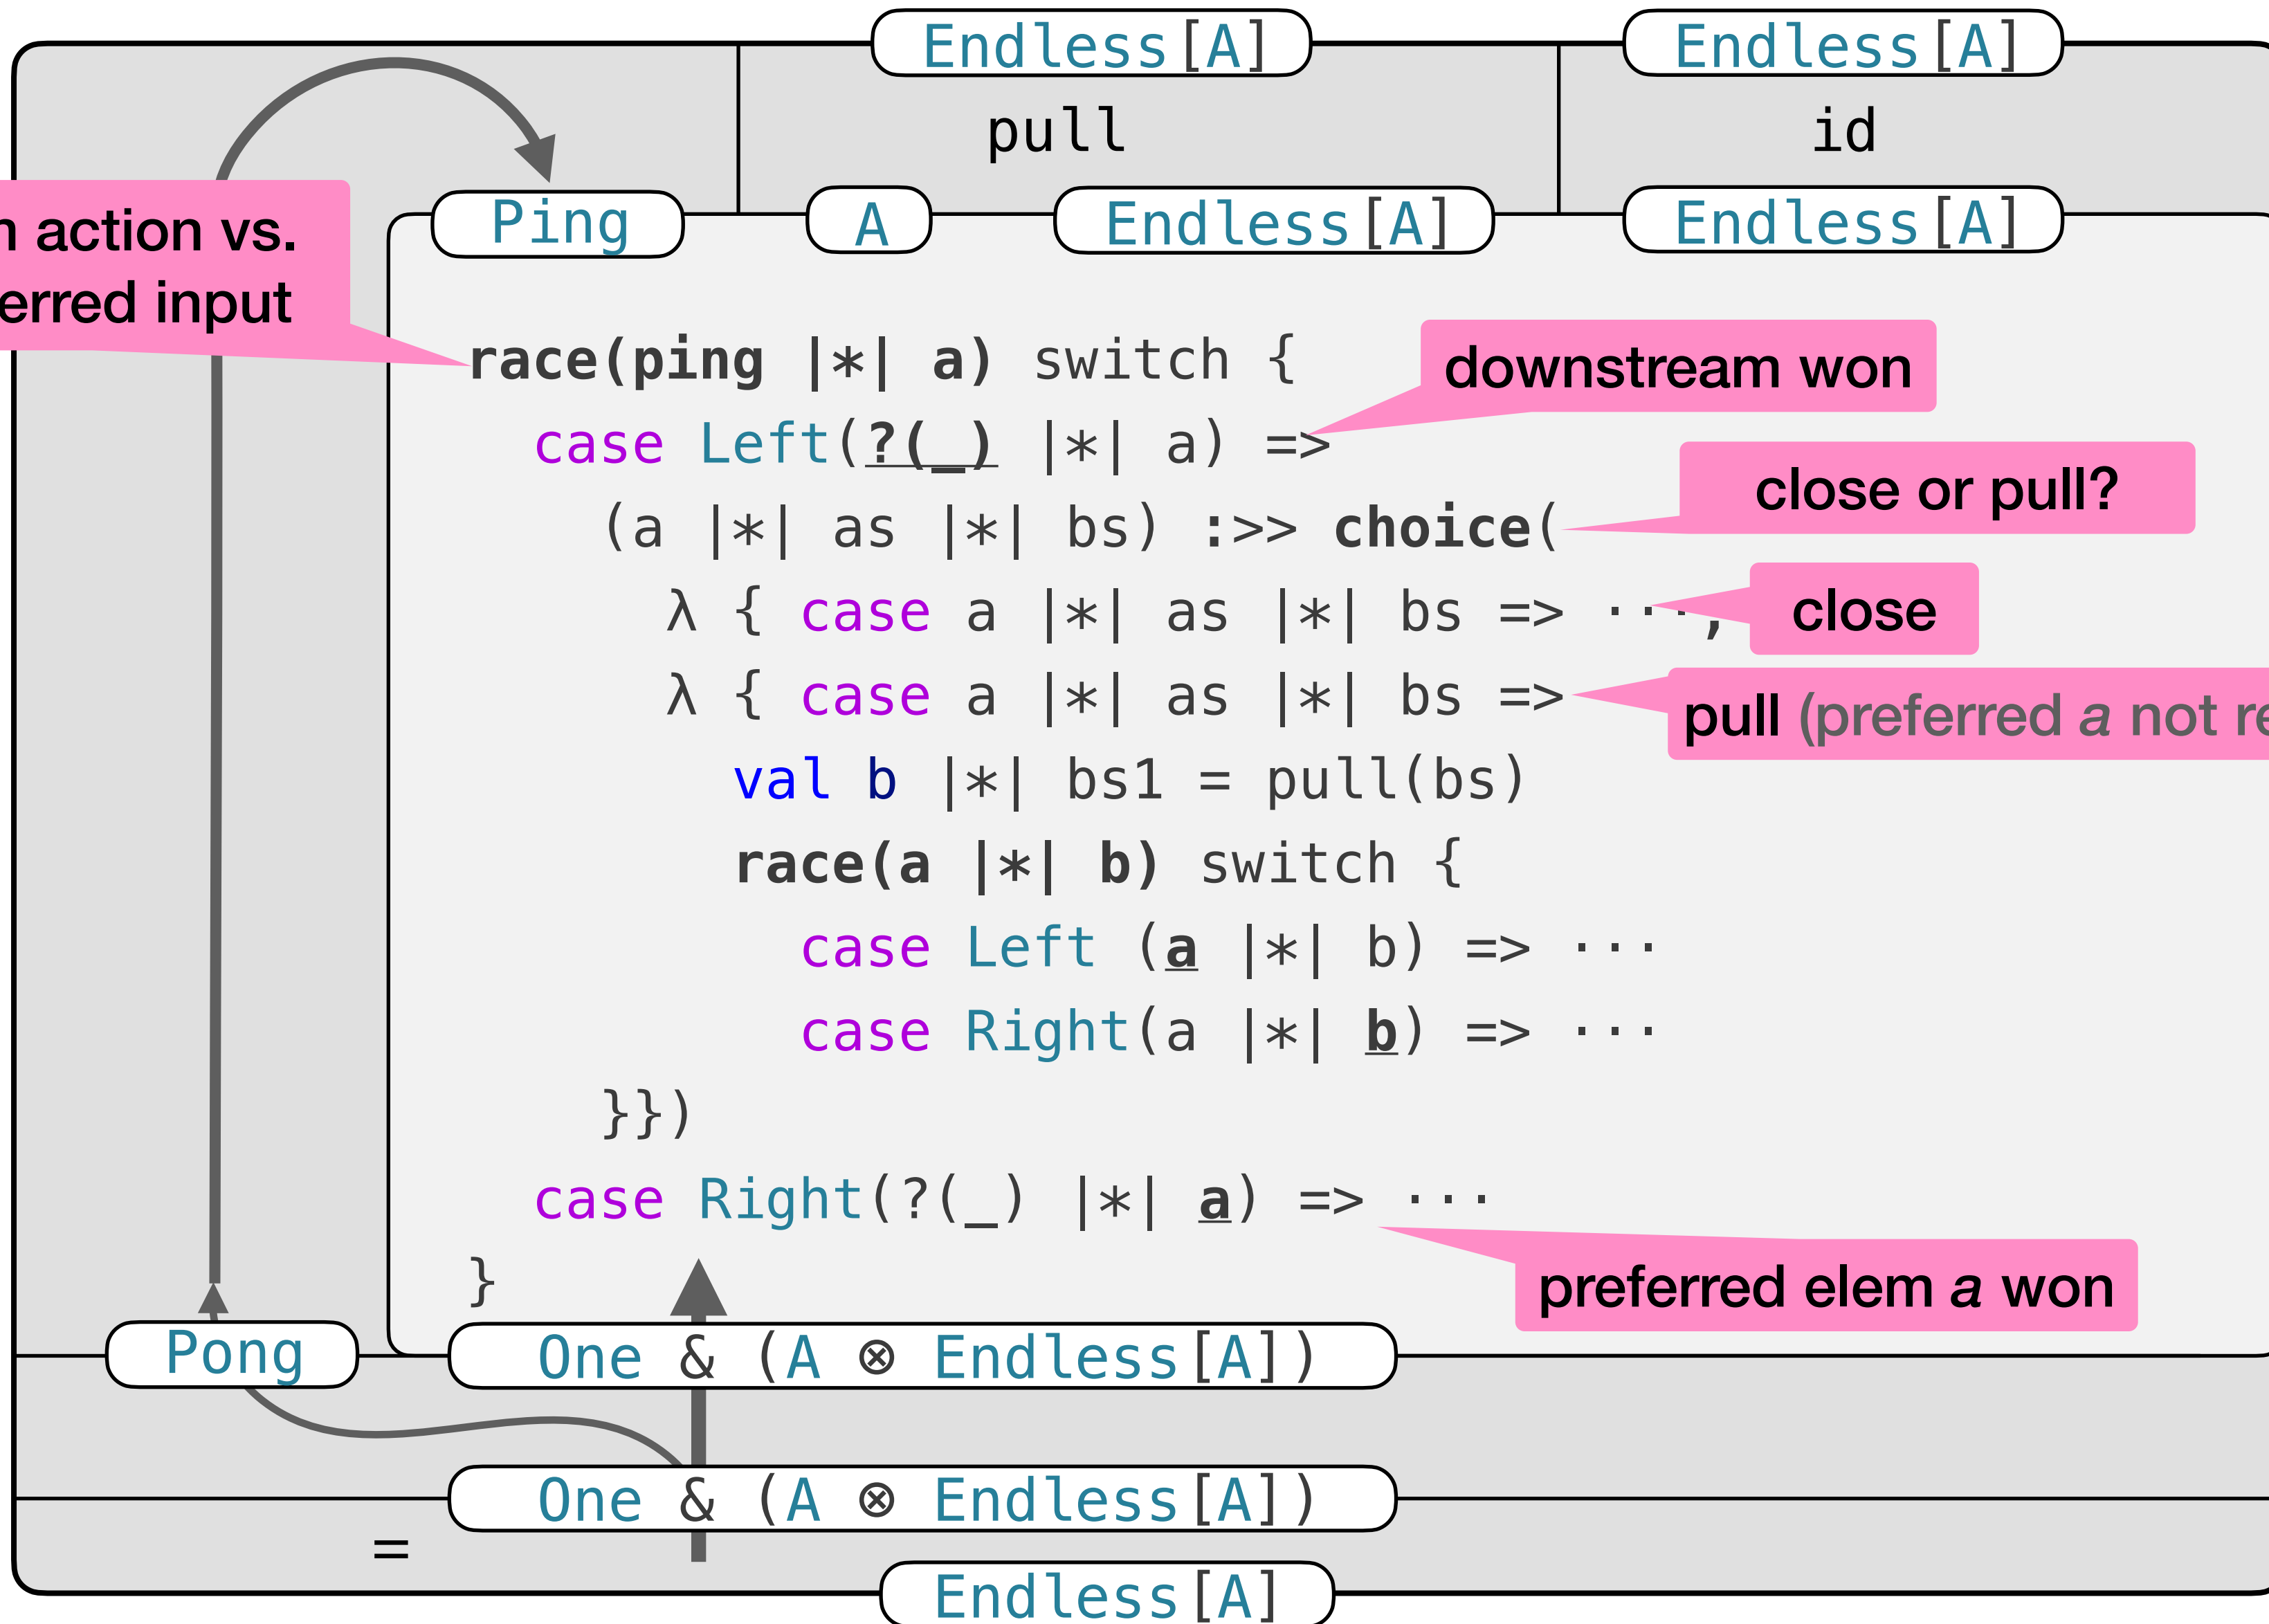 Endless[A] Endless[A]
pull id
Ping A Endless[A] Endless[A]
action vs.
input
race(ping |*| a) switch {
downstream won
case Left(?(_) |*| a) =>
close or pull?
(a |*| as |*| bs) :>> choice(
λ { case a |*| as |*| bs => ···,
close
λ { case a |*| as |*| bs =>
pull (preferred a not
val b |*| bs1 = pull(bs)
race(a |*| b) switch {
case Left (a |*| b) => ···
case Right(a |*| b) => ···
}})
case Right(?(_) |*| a) => ···
}
preferred elem a won
Pong One & (A ⊗ Endless[A])
One & (A ⊗ Endless[A])
=
Endless[A]